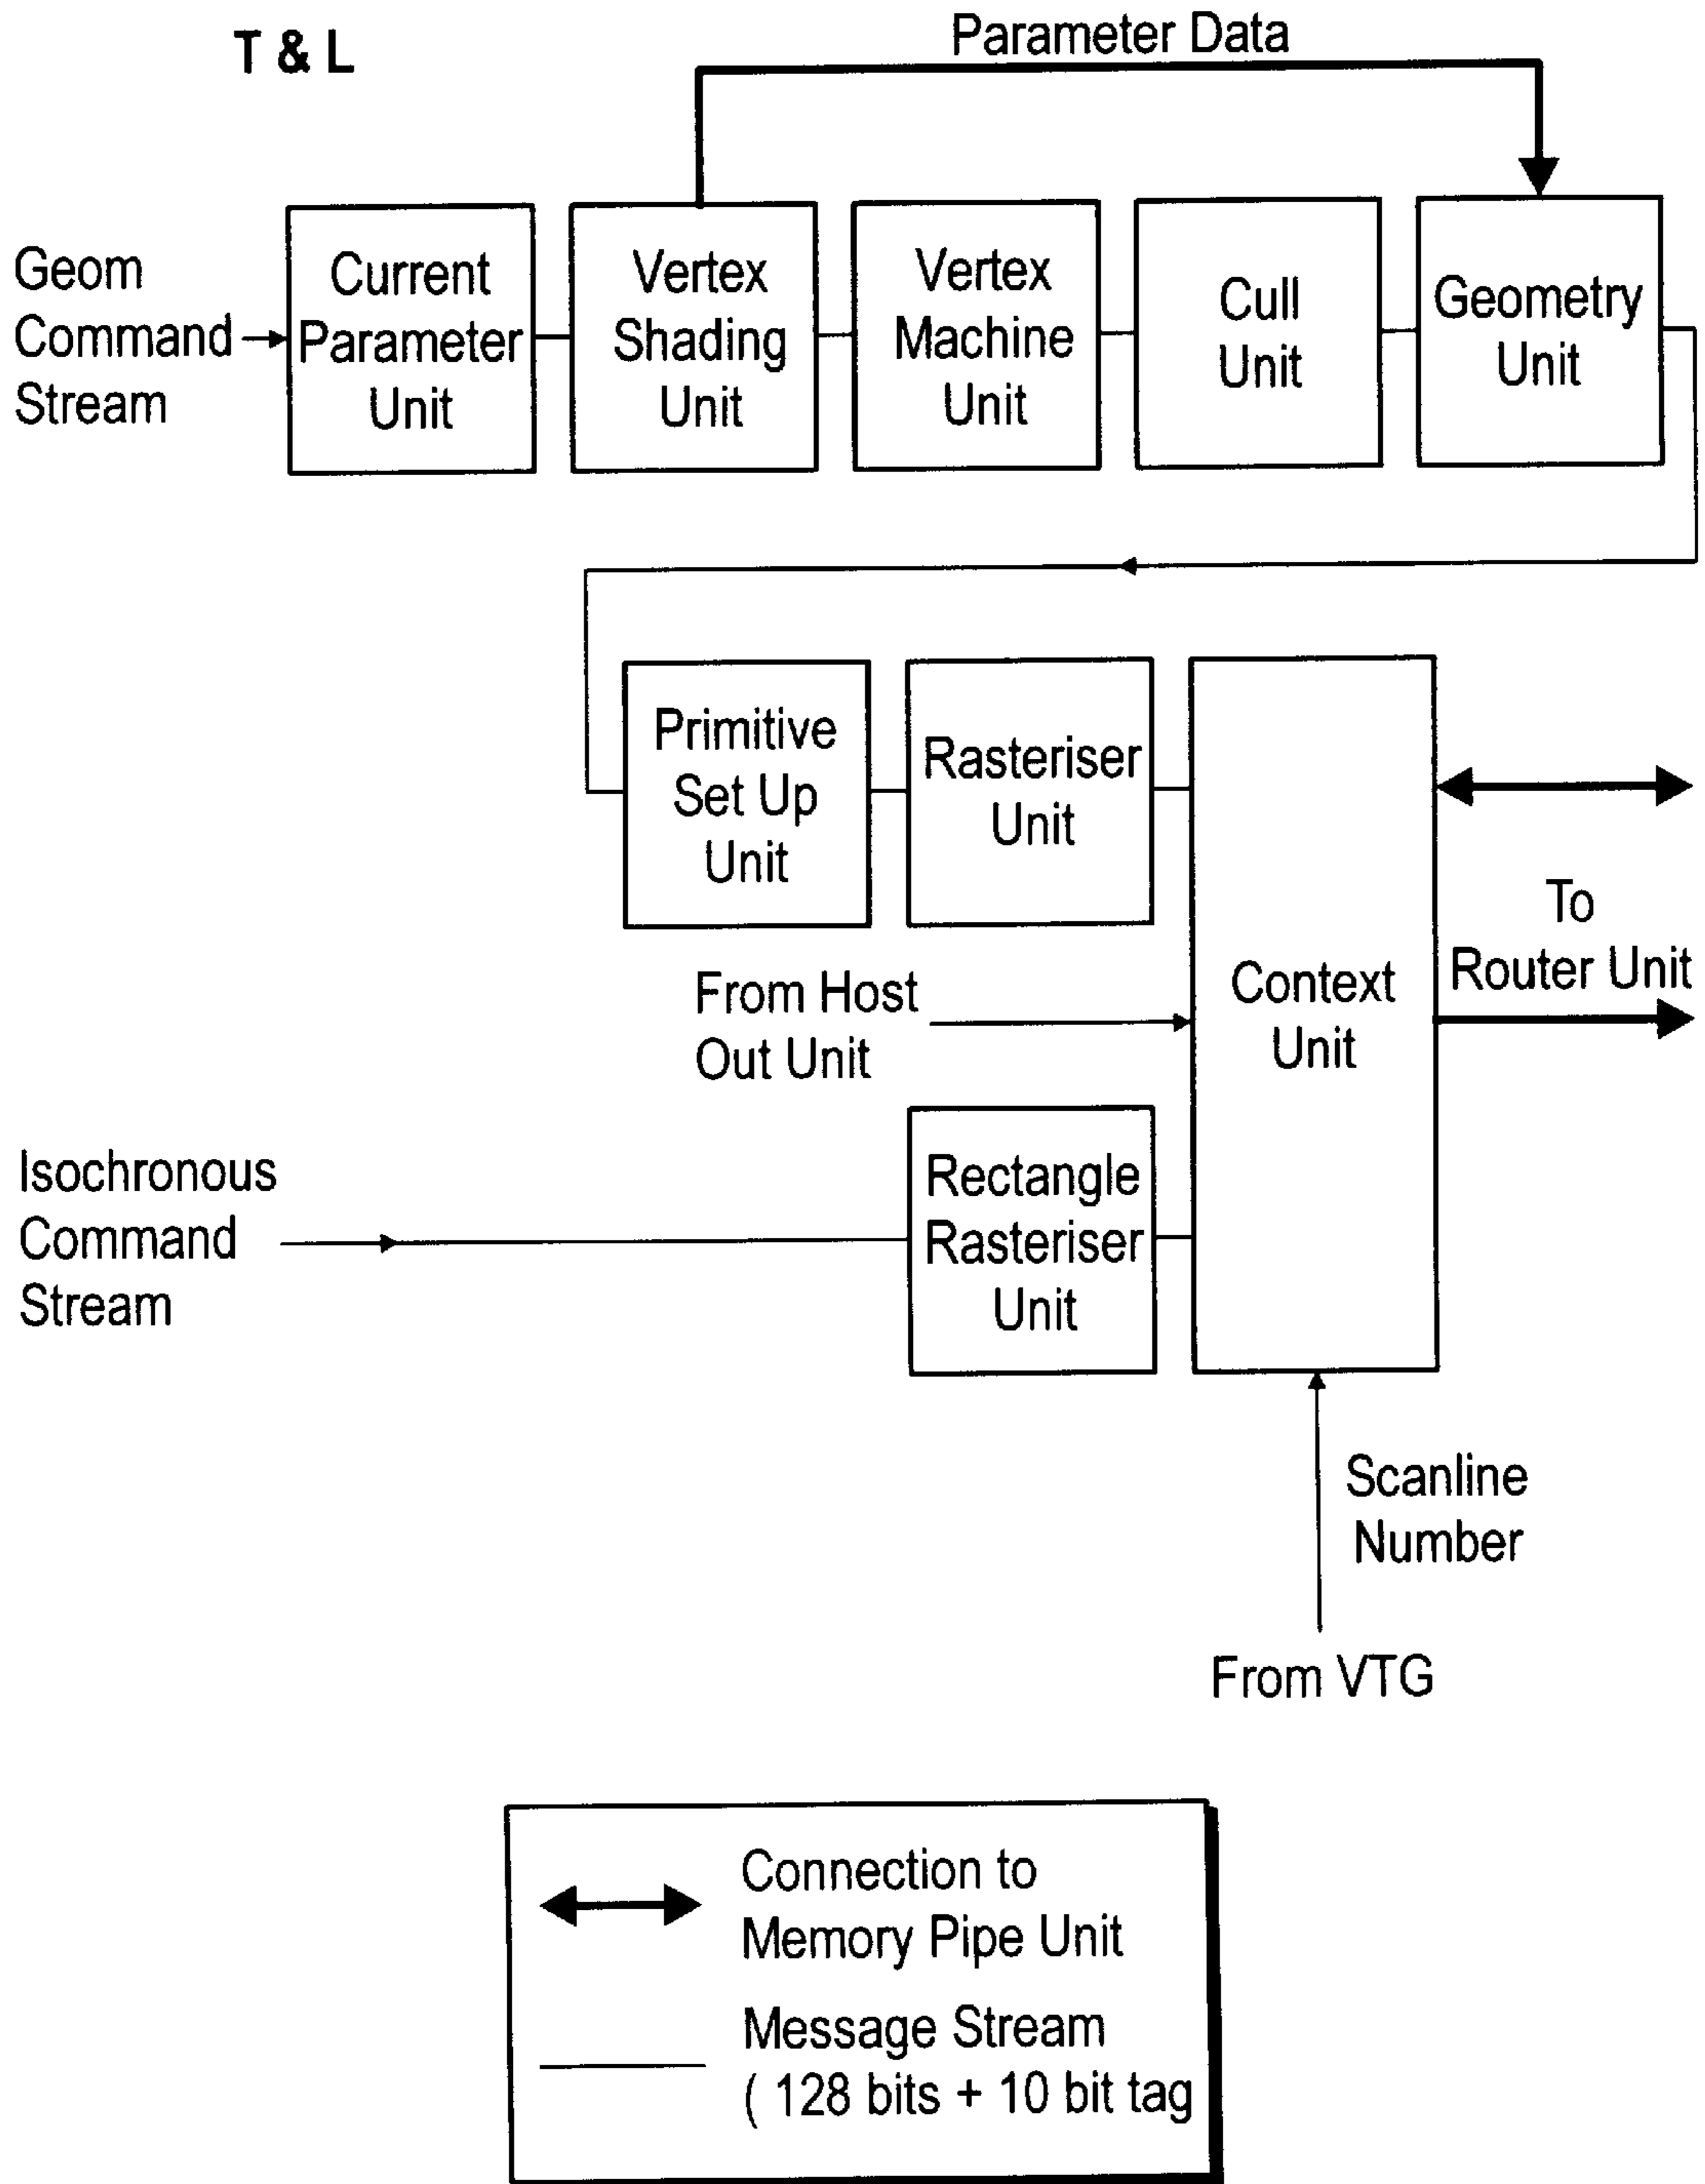 T & L
Parameter Data
Geom
Command
Stream
Current
Parameter
Unit
Vertex
Shading
Unit
Vertex
Machine
Unit
Cull
Unit
Geometry
Unit
Primitive
Set Up
Unit
Rasteriser
Unit
Context
Unit
To
Router Unit
From Host
Out Unit
Isochronous
Command
Stream
Rectangle
Rasteriser
Unit
Scanline
Number
From VTG
Connection to
Memory Pipe Unit
Message Stream
( 128 bits + 10 bit tag